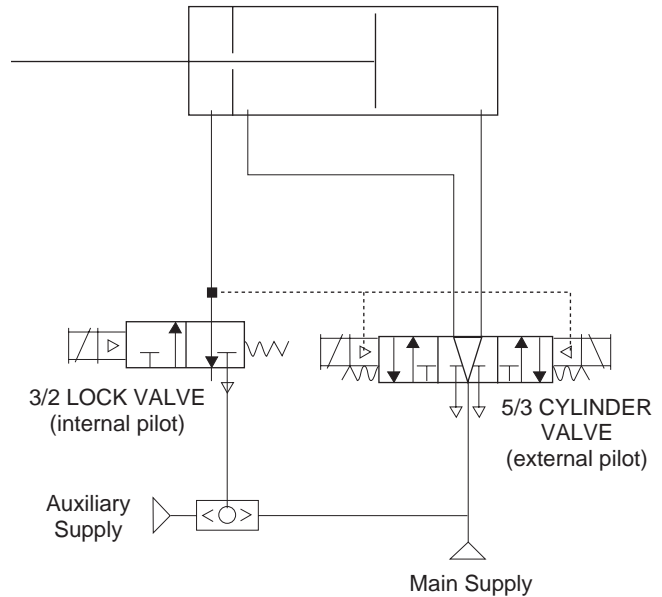 3/2 LOCK VALVE
(internal pilot)
5/3 CYLINDER
VALVE
(external pilot)
Auxiliary
Supply
Main Supply